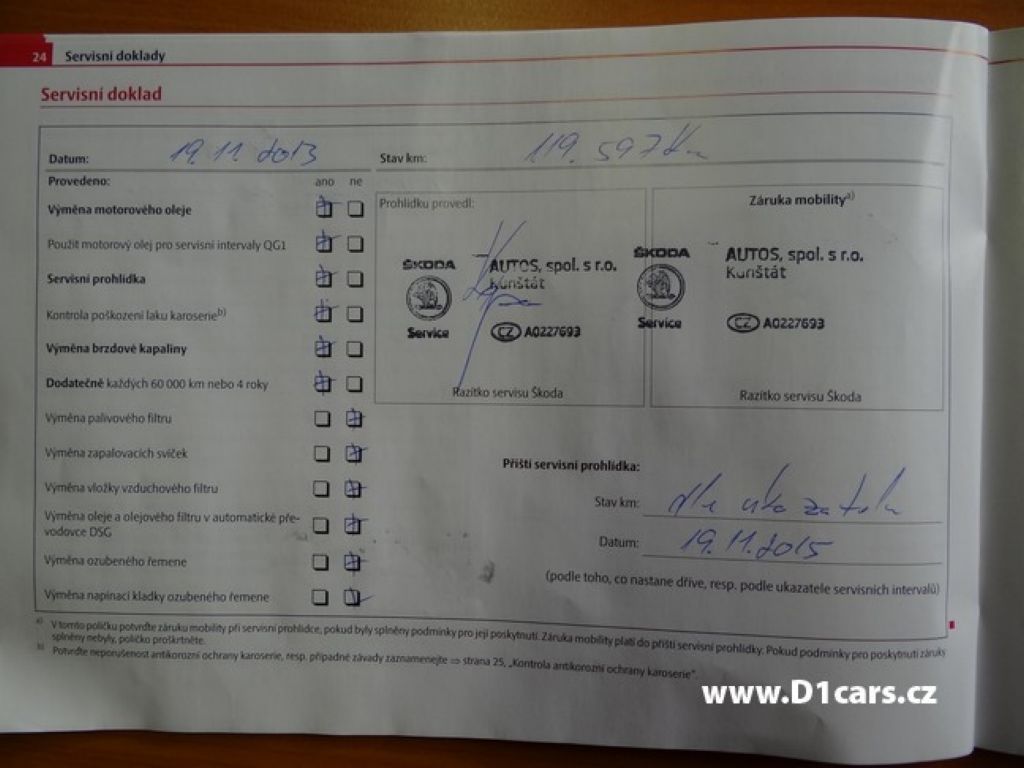 24 Servisní doklady
Servisní doklad
Datum: 19.11.2013 Stav km: 119.597 Km
Provedeno: ano ne
Výměna motorového oleje
Použit motorový olej pro servisní intervaly QG1
Servisní prohlídka
Kontrola poškození laku karoserie b)
Výměna brzdové kapaliny
Dodatečně každých 60 000 km nebo 4 roky
Výměna palivového filtru
Výměna zapalovacích svíček
Výměna vložky vzduchového filtru
Výměna oleje a olejového filtru v automatické pře-
vodovce DSG
Výměna ozubeného řemene
Výměna napínací kladky ozubeného řemene
Prohlídku provedl:
ŠKODA
Service
AUTOS, spol. s r.o.
Kunštát
CZ A0227693
Razítko servisu Škoda
Záruka mobility a)
ŠKODA
Service
AUTOS, spol. s r.o.
Kunštát
CZ A0227693
Razítko servisu Škoda
Příští servisní prohlídka:
Stav km: dle ukazatele
Datum: 19.11.2015
(podle toho, co nastane dříve, resp. podle ukazatele servisních intervalů)
a) V tomto políčku potvrďte záruku mobility při servisní prohlídce, pokud byly splněny podmínky pro její poskytnutí. Záruka mobility platí do příští servisní prohlídky. Pokud podmínky pro poskytnutí záruky
splněny nebyly, políčko proškrtněte.
b) Potvrďte neporušenost antikorozní ochrany karoserie, resp. případné závady zaznamenejte ⇒ strana 25, „Kontrola antikorozní ochrany karoserie“.
www.D1cars.cz